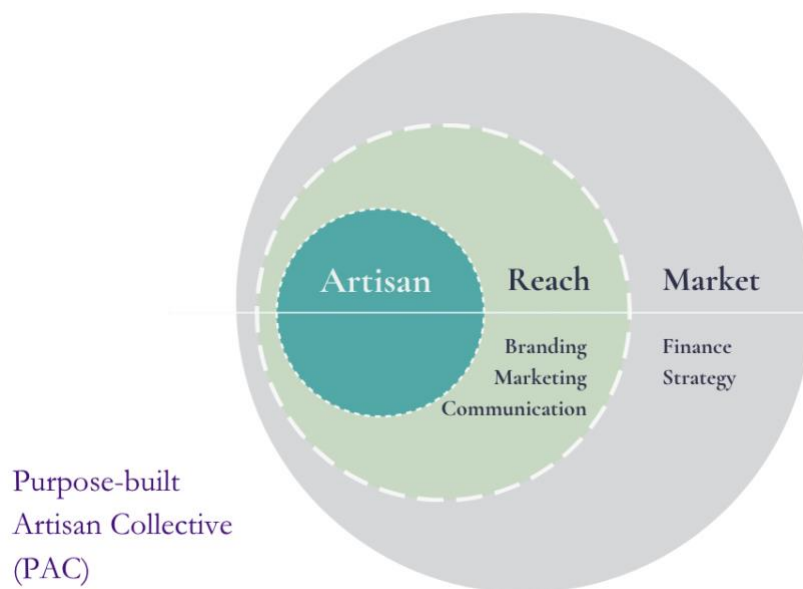 Artisan
Reach
Market
Branding
Marketing
Communication
Finance
Strategy
Purpose-built
Artisan Collective
(PAC)